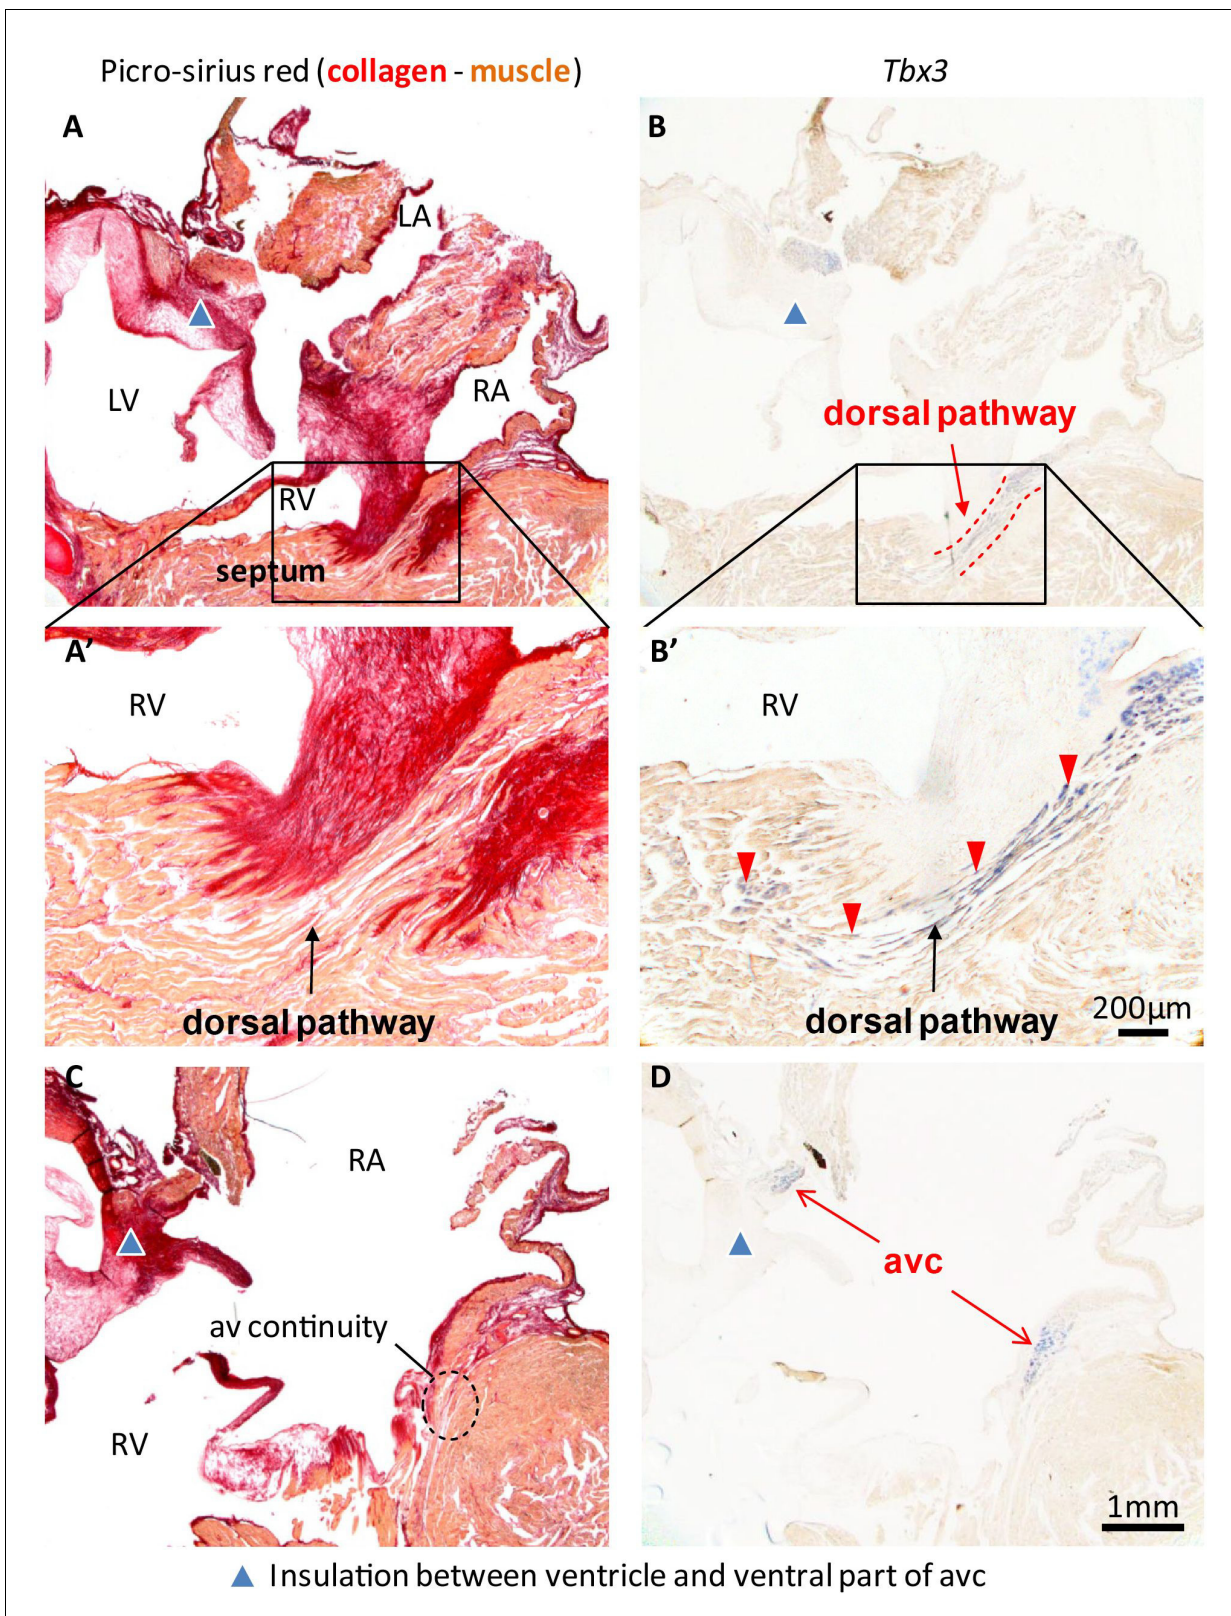 Picro-sirius red (collagen - muscle)
Tbx3
A
LA
LV
RA
RV
septum
B
dorsal pathway
A’
RV
dorsal pathway
B’
RV
dorsal pathway
200µm
C
RA
av continuity
RV
D
avc
1mm
Insulation between ventricle and ventral part of avc